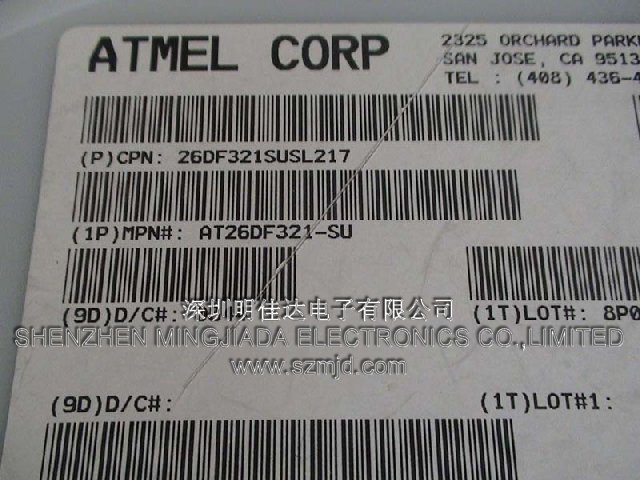 ATMEL CORP
2325 ORCHARD
SAN JOSE, CA 9513
TEL : (408) 436-4
(P)CPN: 26DF321SUSL217
(1P)MPN#: AT26DF321-SU
(9D)D/C#:
(1T)LOT#: 8P0
深圳明佳达电子有限公司
SHENZHEN MINGJIADA ELECTRONICS CO.,LIMITED
www.szmjd.com
(9D)D/C#:
(1T)LOT#1: